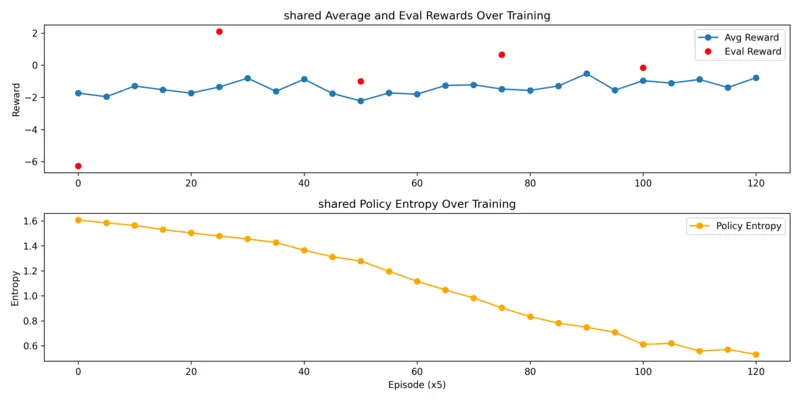 shared Average and Eval Rewards Over Training
Avg Reward
Eval Reward
Reward
2
0
−2
−4
−6
0 20 40 60 80 100 120
shared Policy Entropy Over Training
Policy Entropy
Entropy
1.6
1.4
1.2
1.0
0.8
0.6
0 20 40 60 80 100 120
Episode (x5)